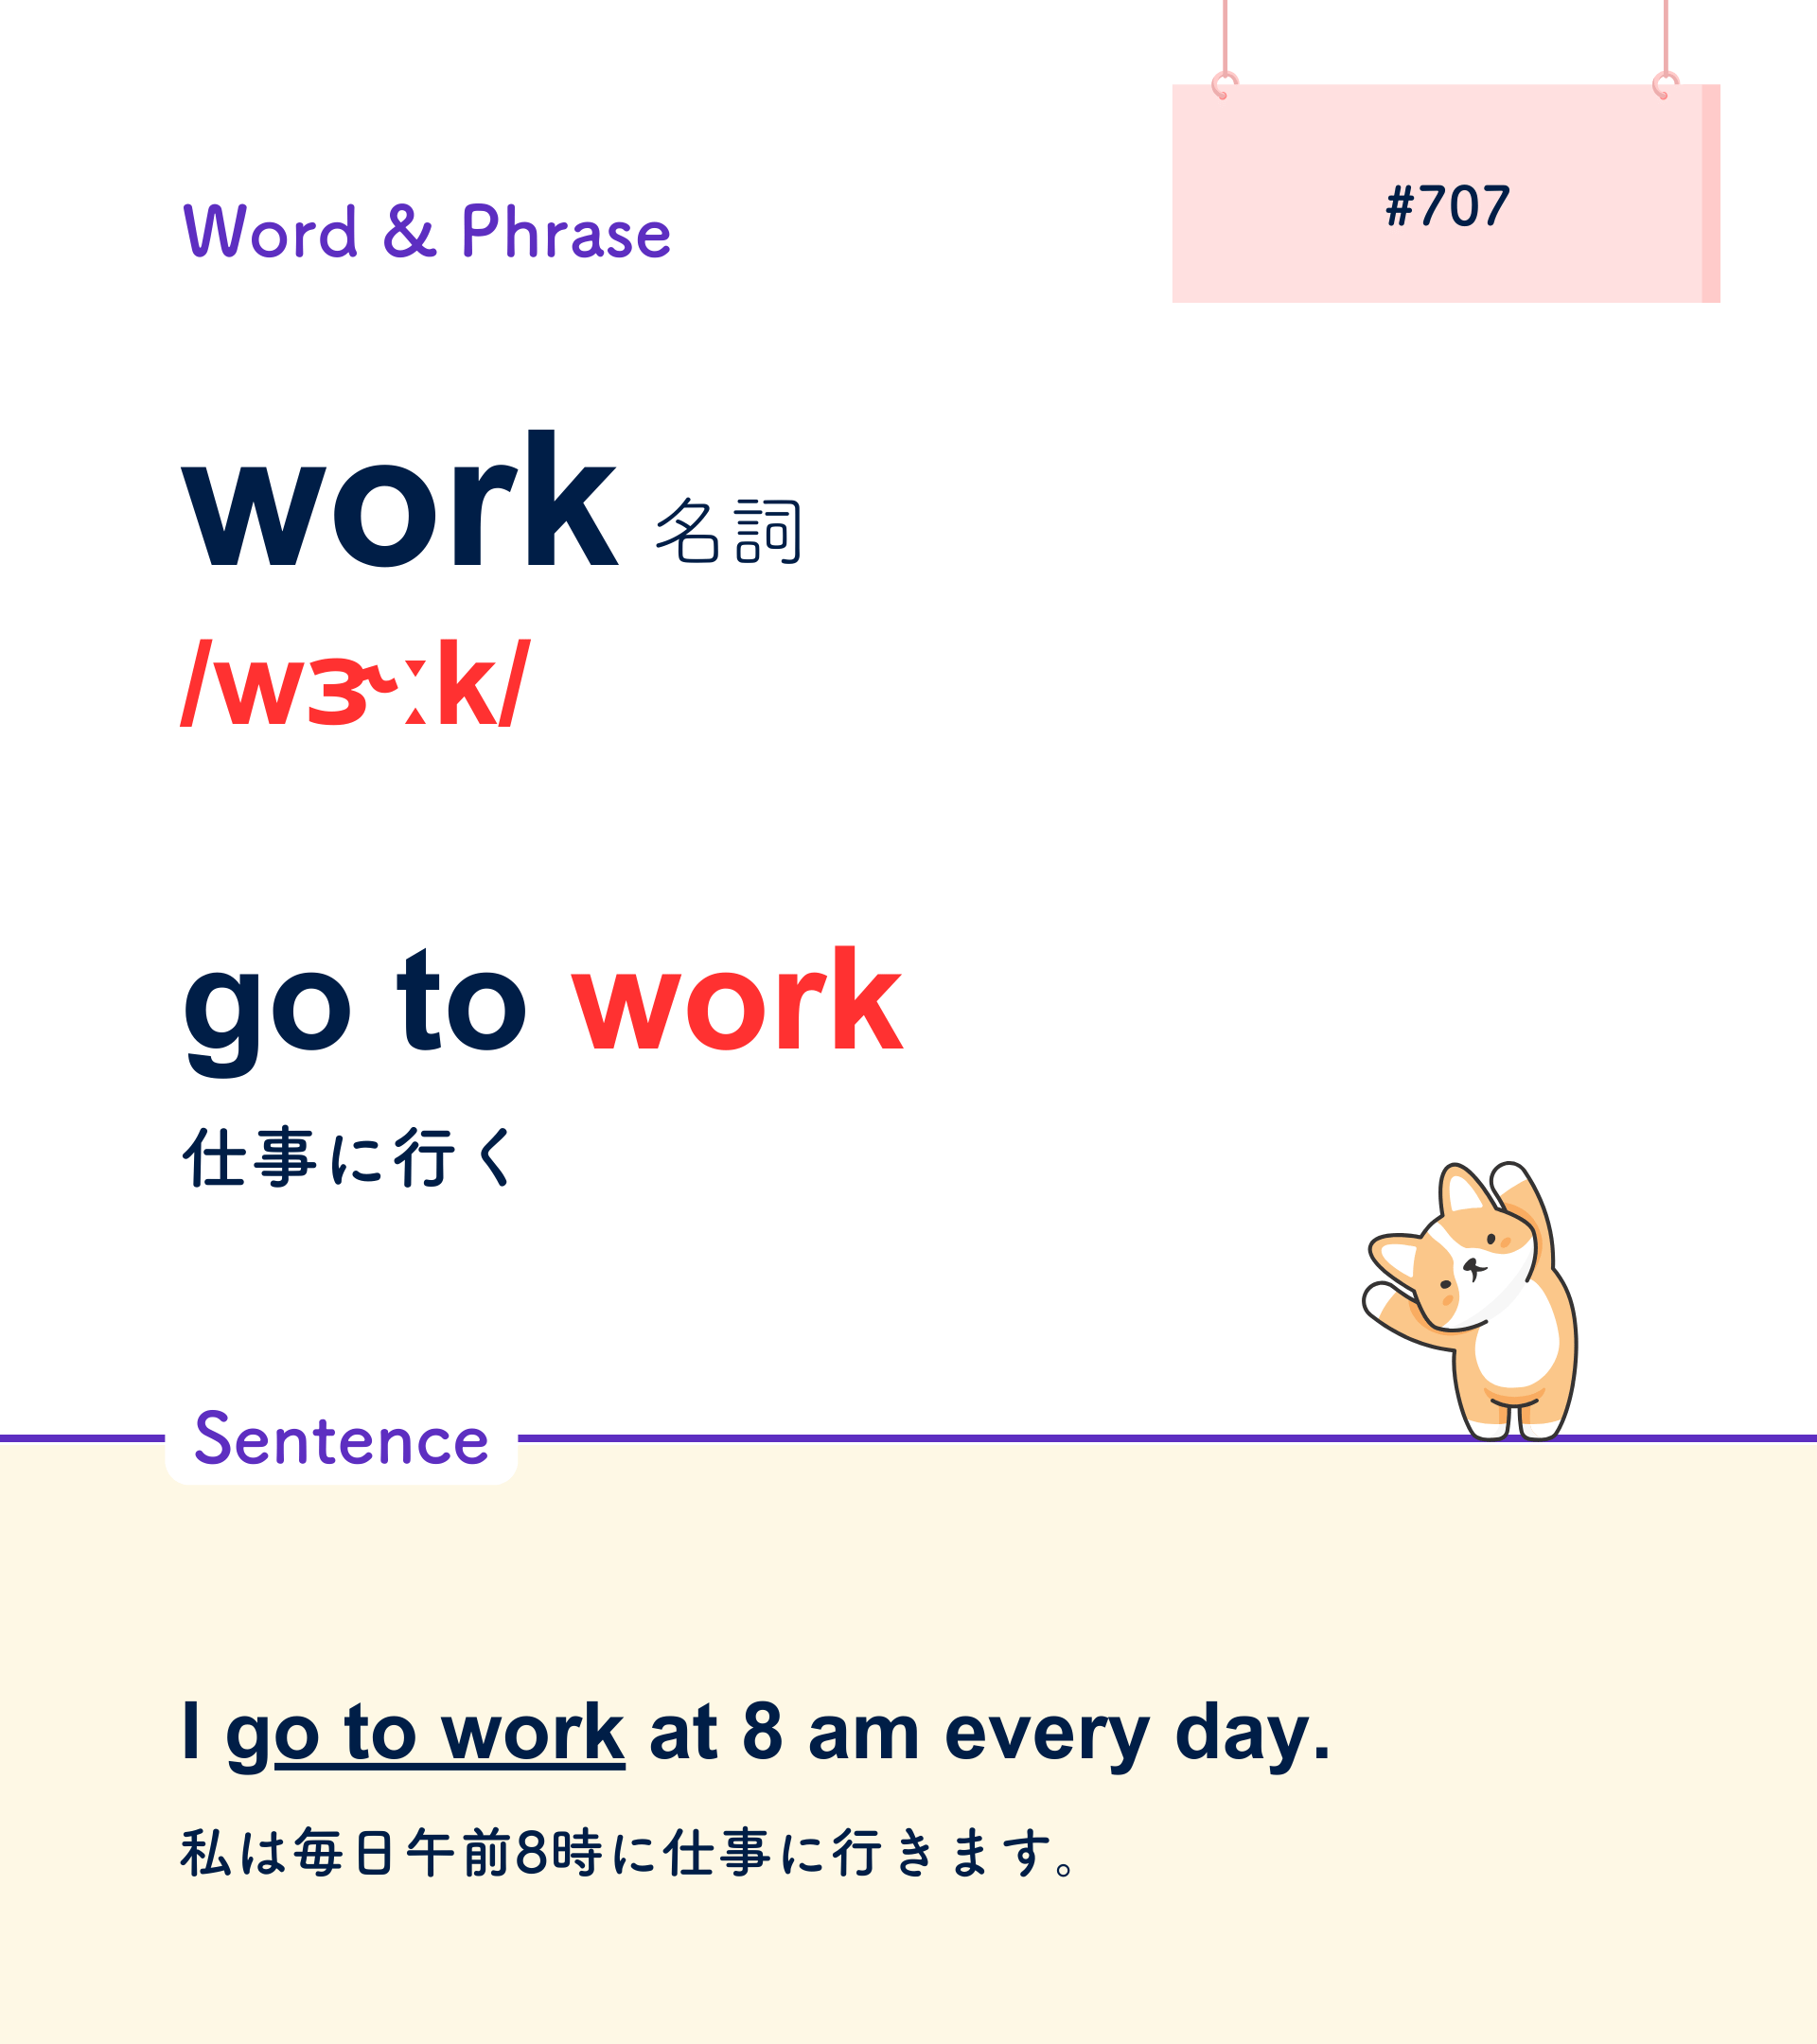 #707
Word & Phrase
work 名詞
/wɝːk/
go to work
仕事に行く
Sentence
I go to work at 8 am every day.
私は毎日午前8時に仕事に行きます。